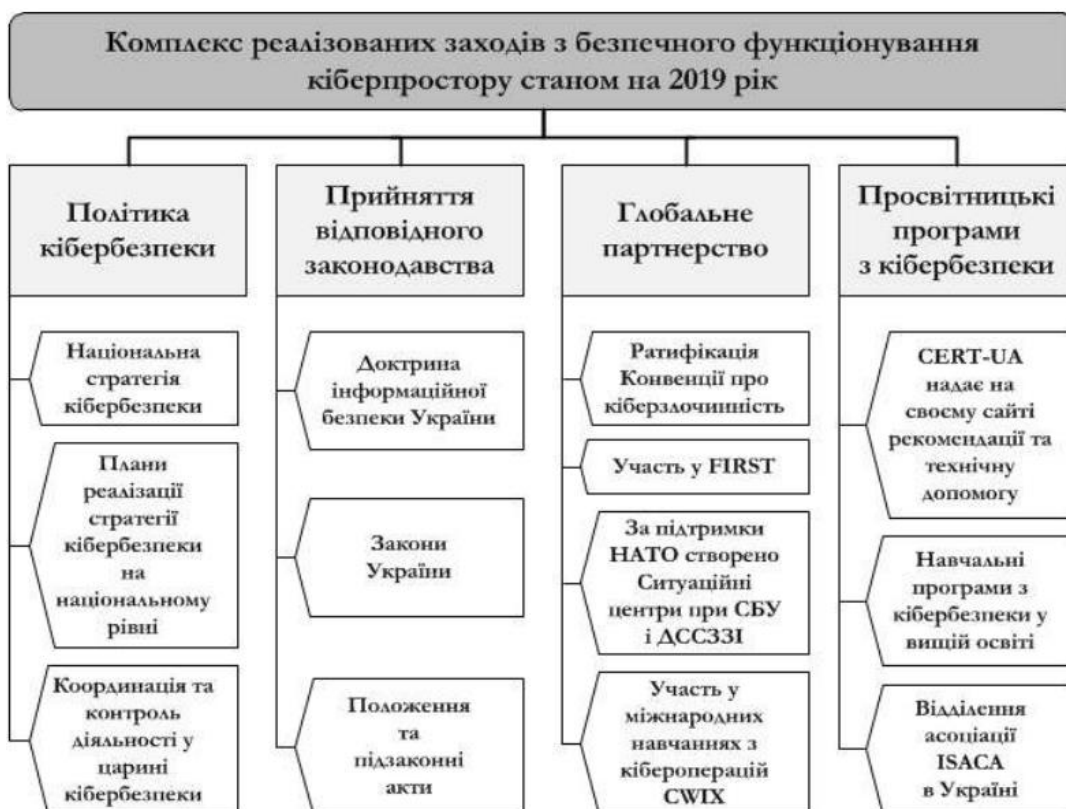 Комплекс реалізованих заходів з безпечного функціонування
кіберпростору станом на 2019 рік
Політика
кібербезпеки
Національна
стратегія
кібербезпеки
Плани
реалізації
стратегії
кібербезпеки
на
національному
рівні
Координація та
контроль
діяльності у
царині
кібербезпеки
Прийняття
відповідного
законодавства
Доктрина
інформаційної
безпеки України
Закони
України
Положення
та
підзаконні
акти
Глобальне
партнерство
Ратифікація
Конвенції про
кіберзлочинність
Участь у FIRST
За підтримки
НАТО створено
Ситуаційні
центри при СБУ
і ДССЗЗІ
Участь у
міжнародних
навчаннях з
кібероперацій
CWIX
Просвітницькі
програми
з кібербезпеки
CERT-UA
надає на
своєму сайті
рекомендації та
технічну
допомогу
Навчальні
програми з
кібербезпеки у
вищій освіті
Відділення
асоціації
ISACA
в Україні